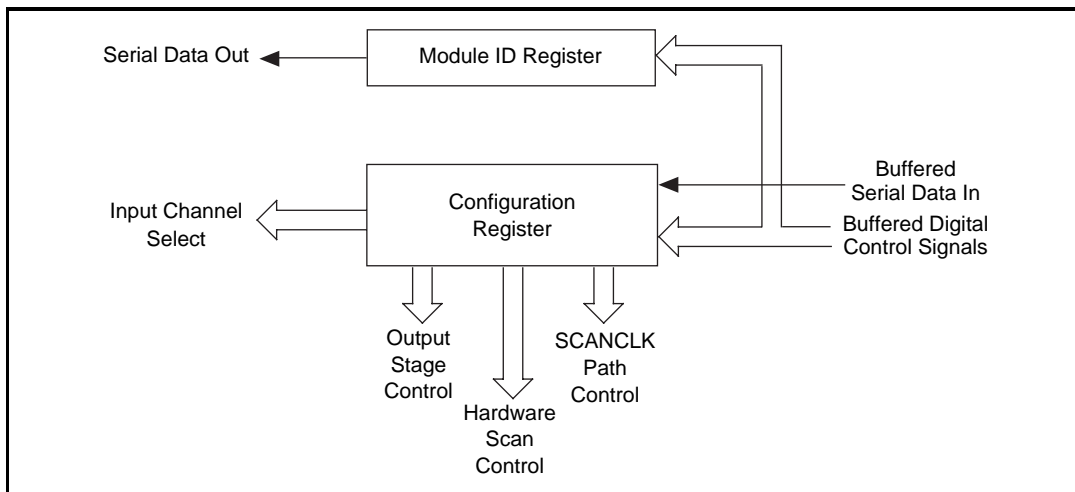 Serial Data Out
Module ID Register
Buffered
Serial Data In
Configuration
Register
Input Channel
Select
Buffered Digital
Control Signals
Output
Stage
Control
SCANCLK
Path
Control
Hardware
Scan
Control